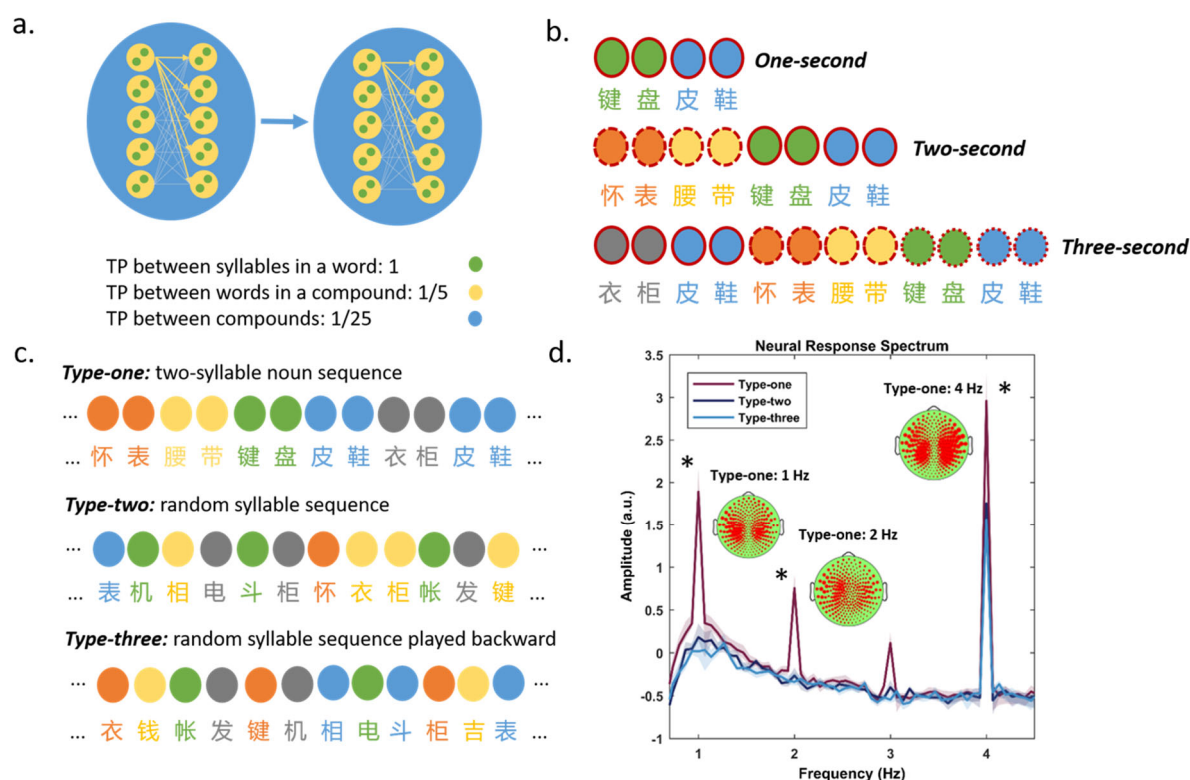 a.
TP between syllables in a word: 1
TP between words in a compound: 1/5
TP between compounds: 1/25
b.
One-second
键 盘 皮 鞋
Two-second
怀 表 腰 带 键 盘 皮 鞋
Three-second
衣 柜 皮 鞋 怀 表 腰 带 键 盘 皮 鞋
c.
Type-one: two-syllable noun sequence
... ...
... 怀 表 腰 带 键 盘 皮 鞋 衣 柜 皮 鞋 ...
Type-two: random syllable sequence
... ...
... 表 机 相 电 斗 柜 怀 衣 柜 帐 发 键 ...
Type-three: random syllable sequence played backward
... ...
... 衣 钱 帐 发 键 机 相 电 斗 柜 吉 表 ...
d.
Neural Response Spectrum
Type-one
Type-two
Type-three
Type-one: 4 Hz *
* Type-one: 1 Hz
* Type-one: 2 Hz
Amplitude (a.u.)
3.5
3
2.5
2
1.5
1
0.5
0
-0.5
-1
1 2 3 4
Frequency (Hz)